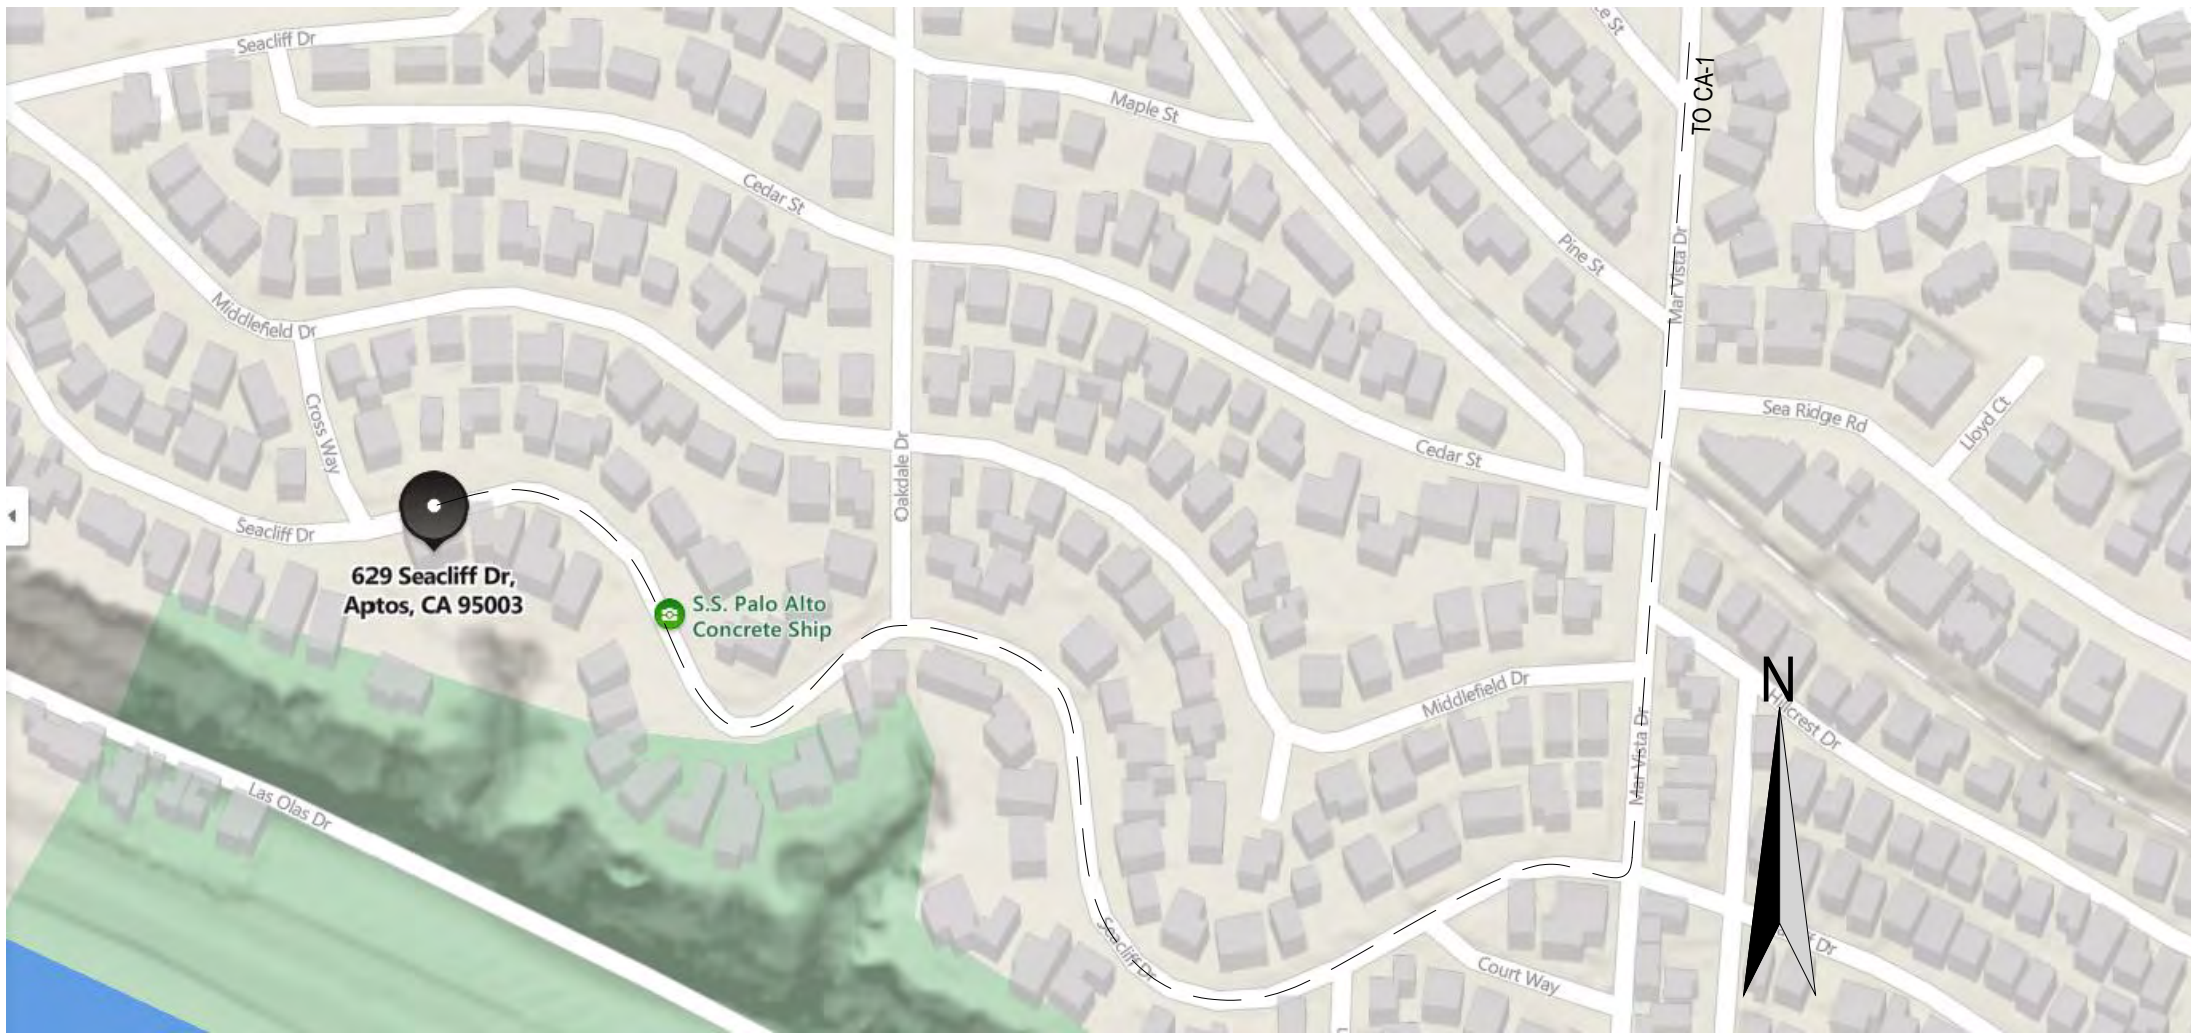 Seacliff Dr
TO CA-1
Maple St
Cedar St
Mar Vista Dr
Pine St
Middlefield Dr
Cross Way
Oakdale Dr
Cedar St
Sea Ridge Rd
Lloyd Ct
Seacliff Dr
629 Seacliff Dr,
Aptos, CA 95003
S.S. Palo Alto
Concrete Ship
N
Middlefield Dr
Hillcrest Dr
Mar Vista Dr
Las Olas Dr
Seacliff Dr
Court Way
Dr